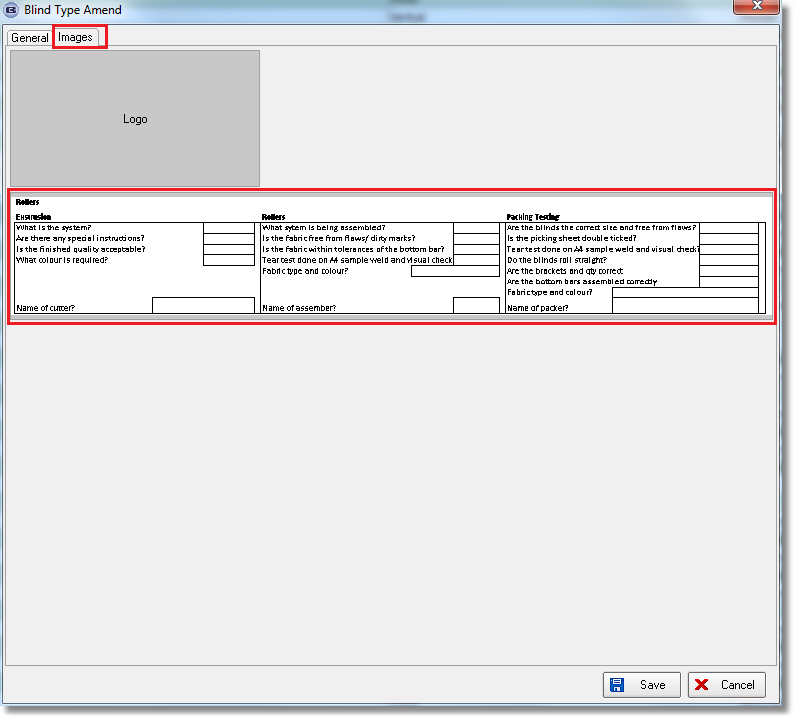 Blind Type Amend
General Images
Logo
Rollers
Extrusion Rollers Packing Testing
What is the system? What sytem is being assembled? Are the blinds the correct size and free from flaws?
Are there any special instructions? Is the fabric free from flaws/ dirty marks? Is the picking sheet double ticked?
Is the finished quality acceptable? Is the fabric within tolerances of the bottom bar? Tear test done on A4 sample weld and visual check?
What colour is required? Tear test done on A4 sample weld and visual check Do the blinds roll straight?
Fabric type and colour? Are the brackets and qty correct
Are the bottom bars assembled correctly
Fabric type and colour?
Name of cutter? Name of assember? Name of packer?
Save Cancel